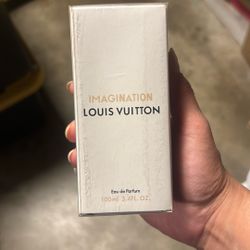 IMAGINATION
LOUIS VUITTON
Eau de Parfum
100ml 3.4FL. OZ.